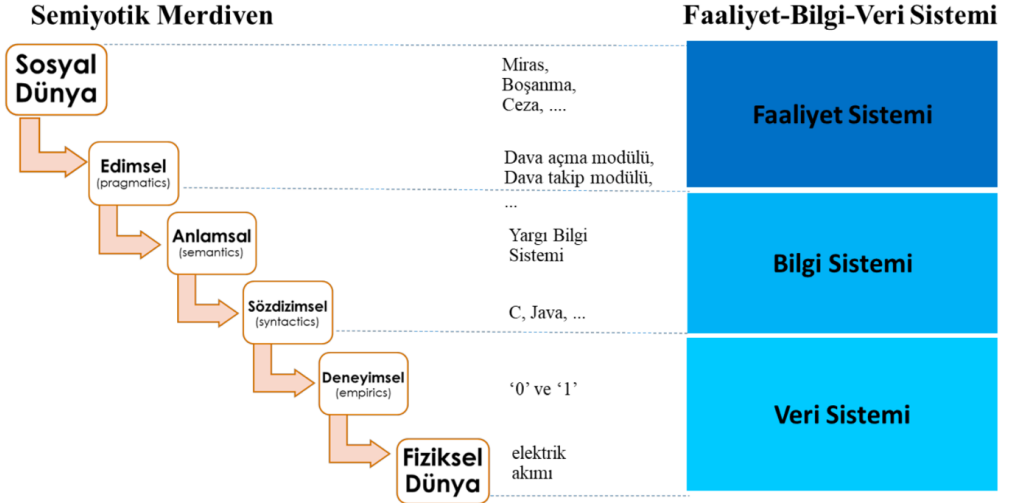 Semiyotik Merdiven
Faaliyet-Bilgi-Veri Sistemi
Sosyal
Dünya
Miras,
Boşanma,
Ceza, ....
Faaliyet Sistemi
Edimsel
(pragmatics)
Dava açma modülü,
Dava takip modülü,
...
Anlamsal
(semantics)
Yargı Bilgi
Sistemi
Bilgi Sistemi
Sözdizimsel
(syntactics)
C, Java, ...
Deneyimsel
(empirics)
‘0’ ve ‘1’
Veri Sistemi
Fiziksel
Dünya
elektrik
akımı